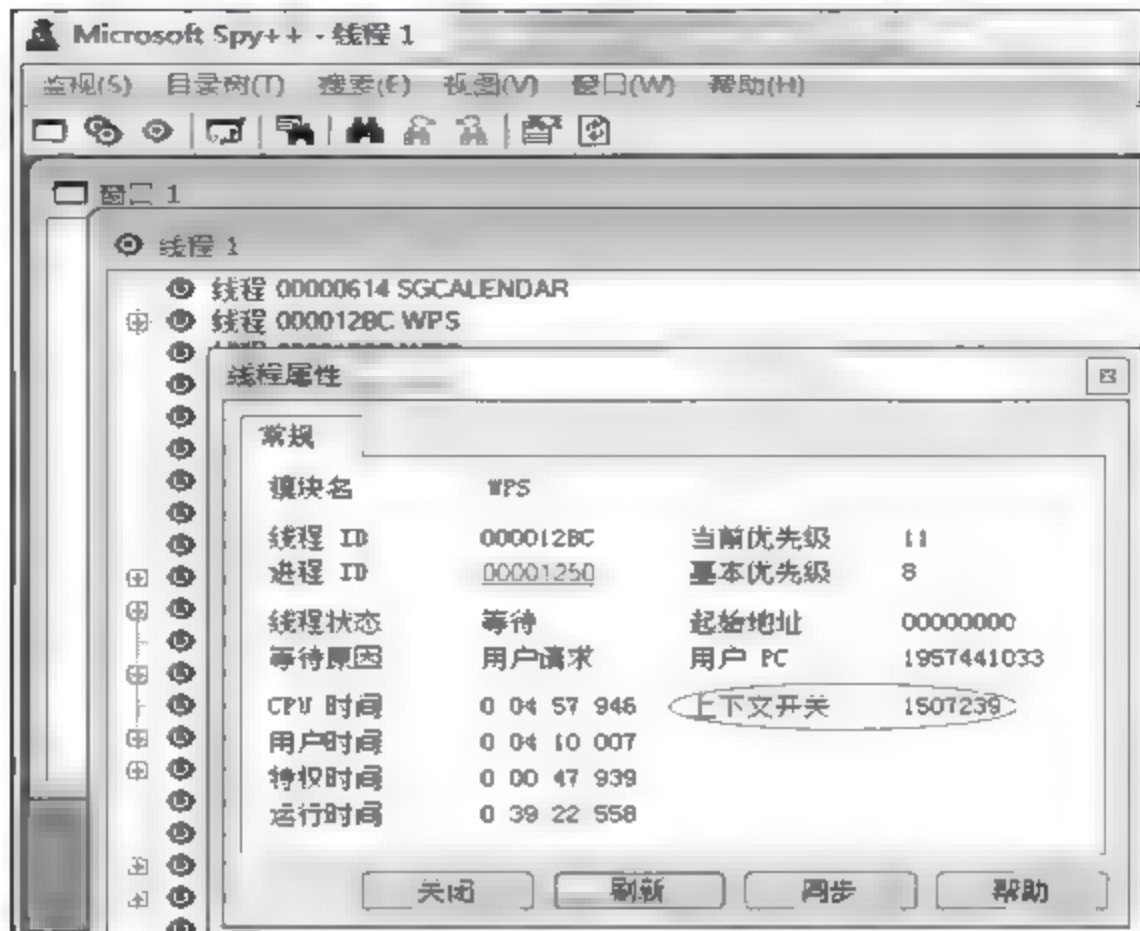 Microsoft Spy++ - 线程 1
监视(S) 目录树(T) 搜索(E) 视图(V) 窗口(W) 帮助(H)
窗口 1
线程 1
线程 00000614 SGCALENDAR
线程 000012BC WPS
线程属性
常规
模块名 WPS
线程 ID 000012BC 当前优先级 11
进程 ID 00001250 基本优先级 8
线程状态 等待 起始地址 00000000
等待原因 用户请求 用户 PC 1957441033
CPU 时间 0 04 57 946 上下文开关 1507239
用户时间 0 04 10 007
特权时间 0 00 47 939
运行时间 0 39 22 558
关闭 刷新 同步 帮助